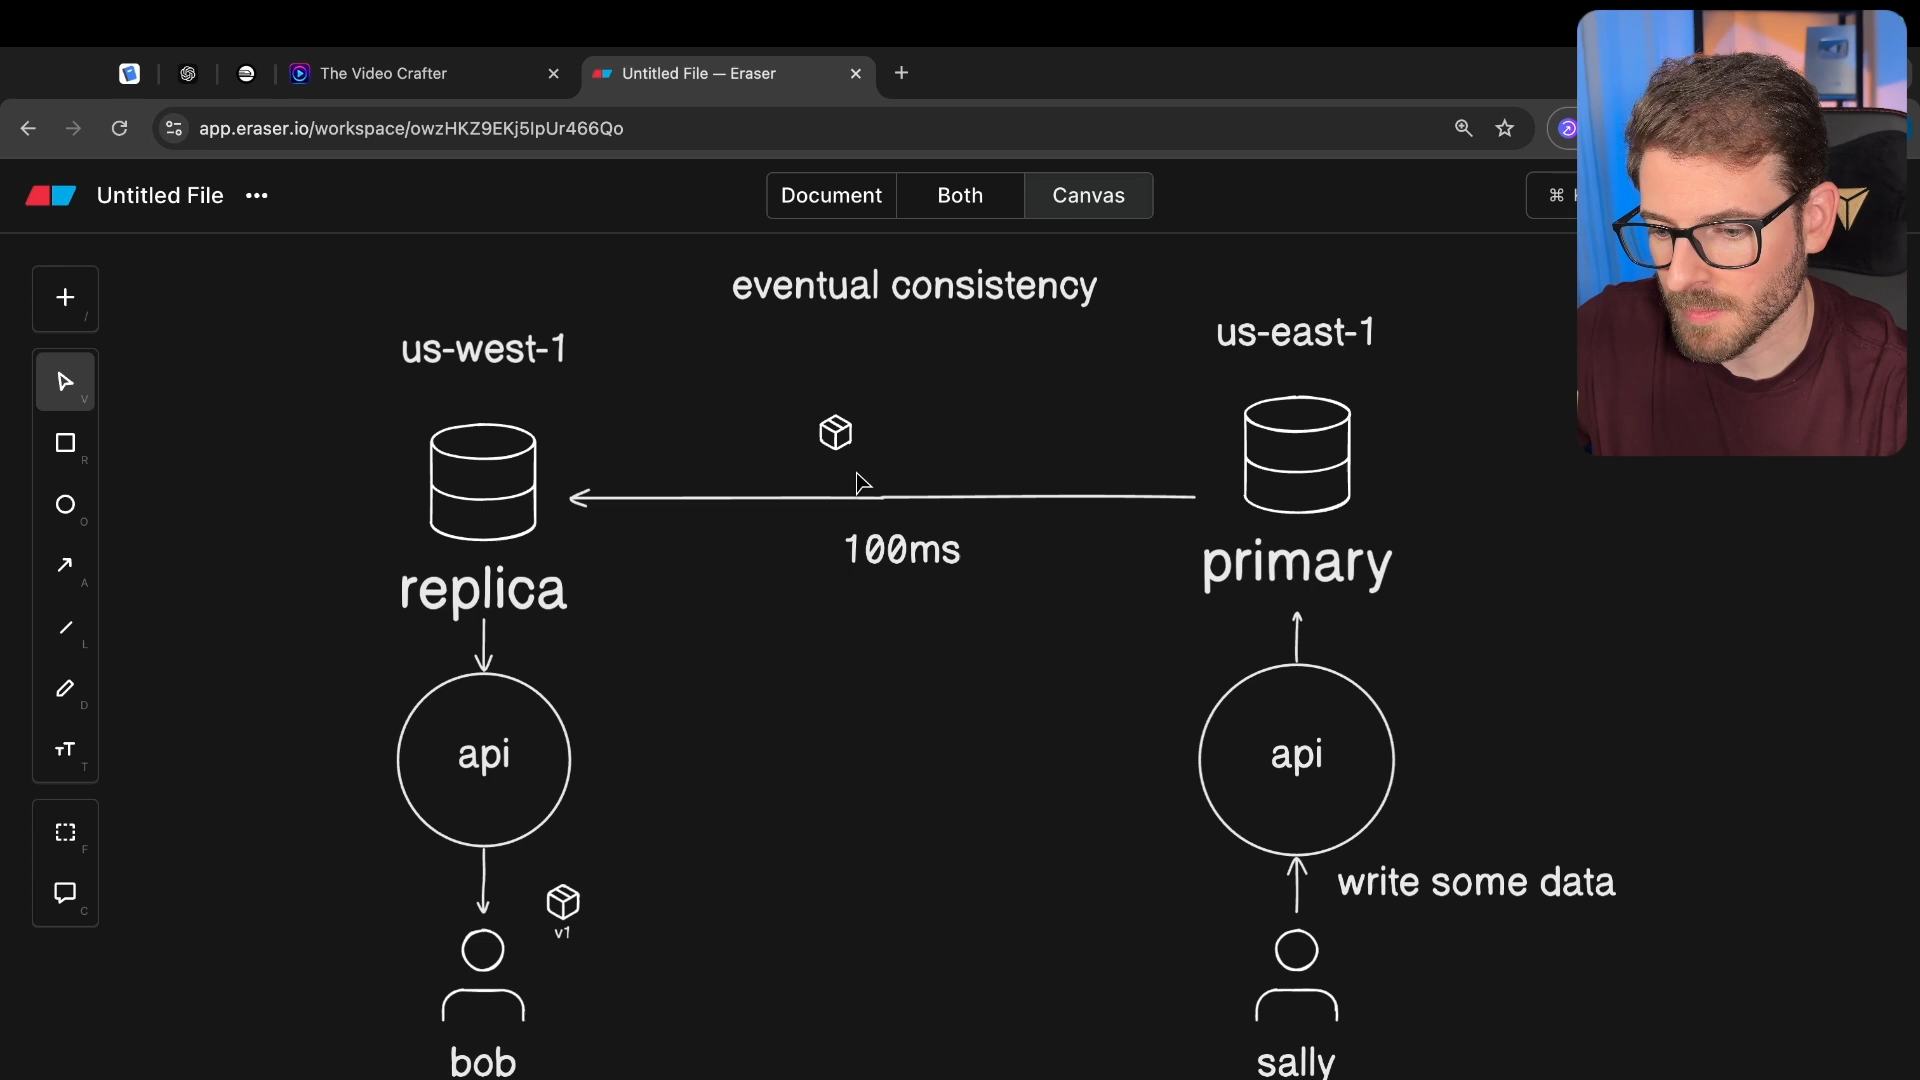 The Video Crafter
Untitled File — Eraser
app.eraser.io/workspace/owzHKZ9EKj5IpUr466Qo
Untitled File
Document
Both
Canvas
⌘
/
V
R
O
A
L
D
T
F
C
eventual consistency
us-west-1
us-east-1
100ms
replica
primary
api
api
write some data
v1
bob
sally